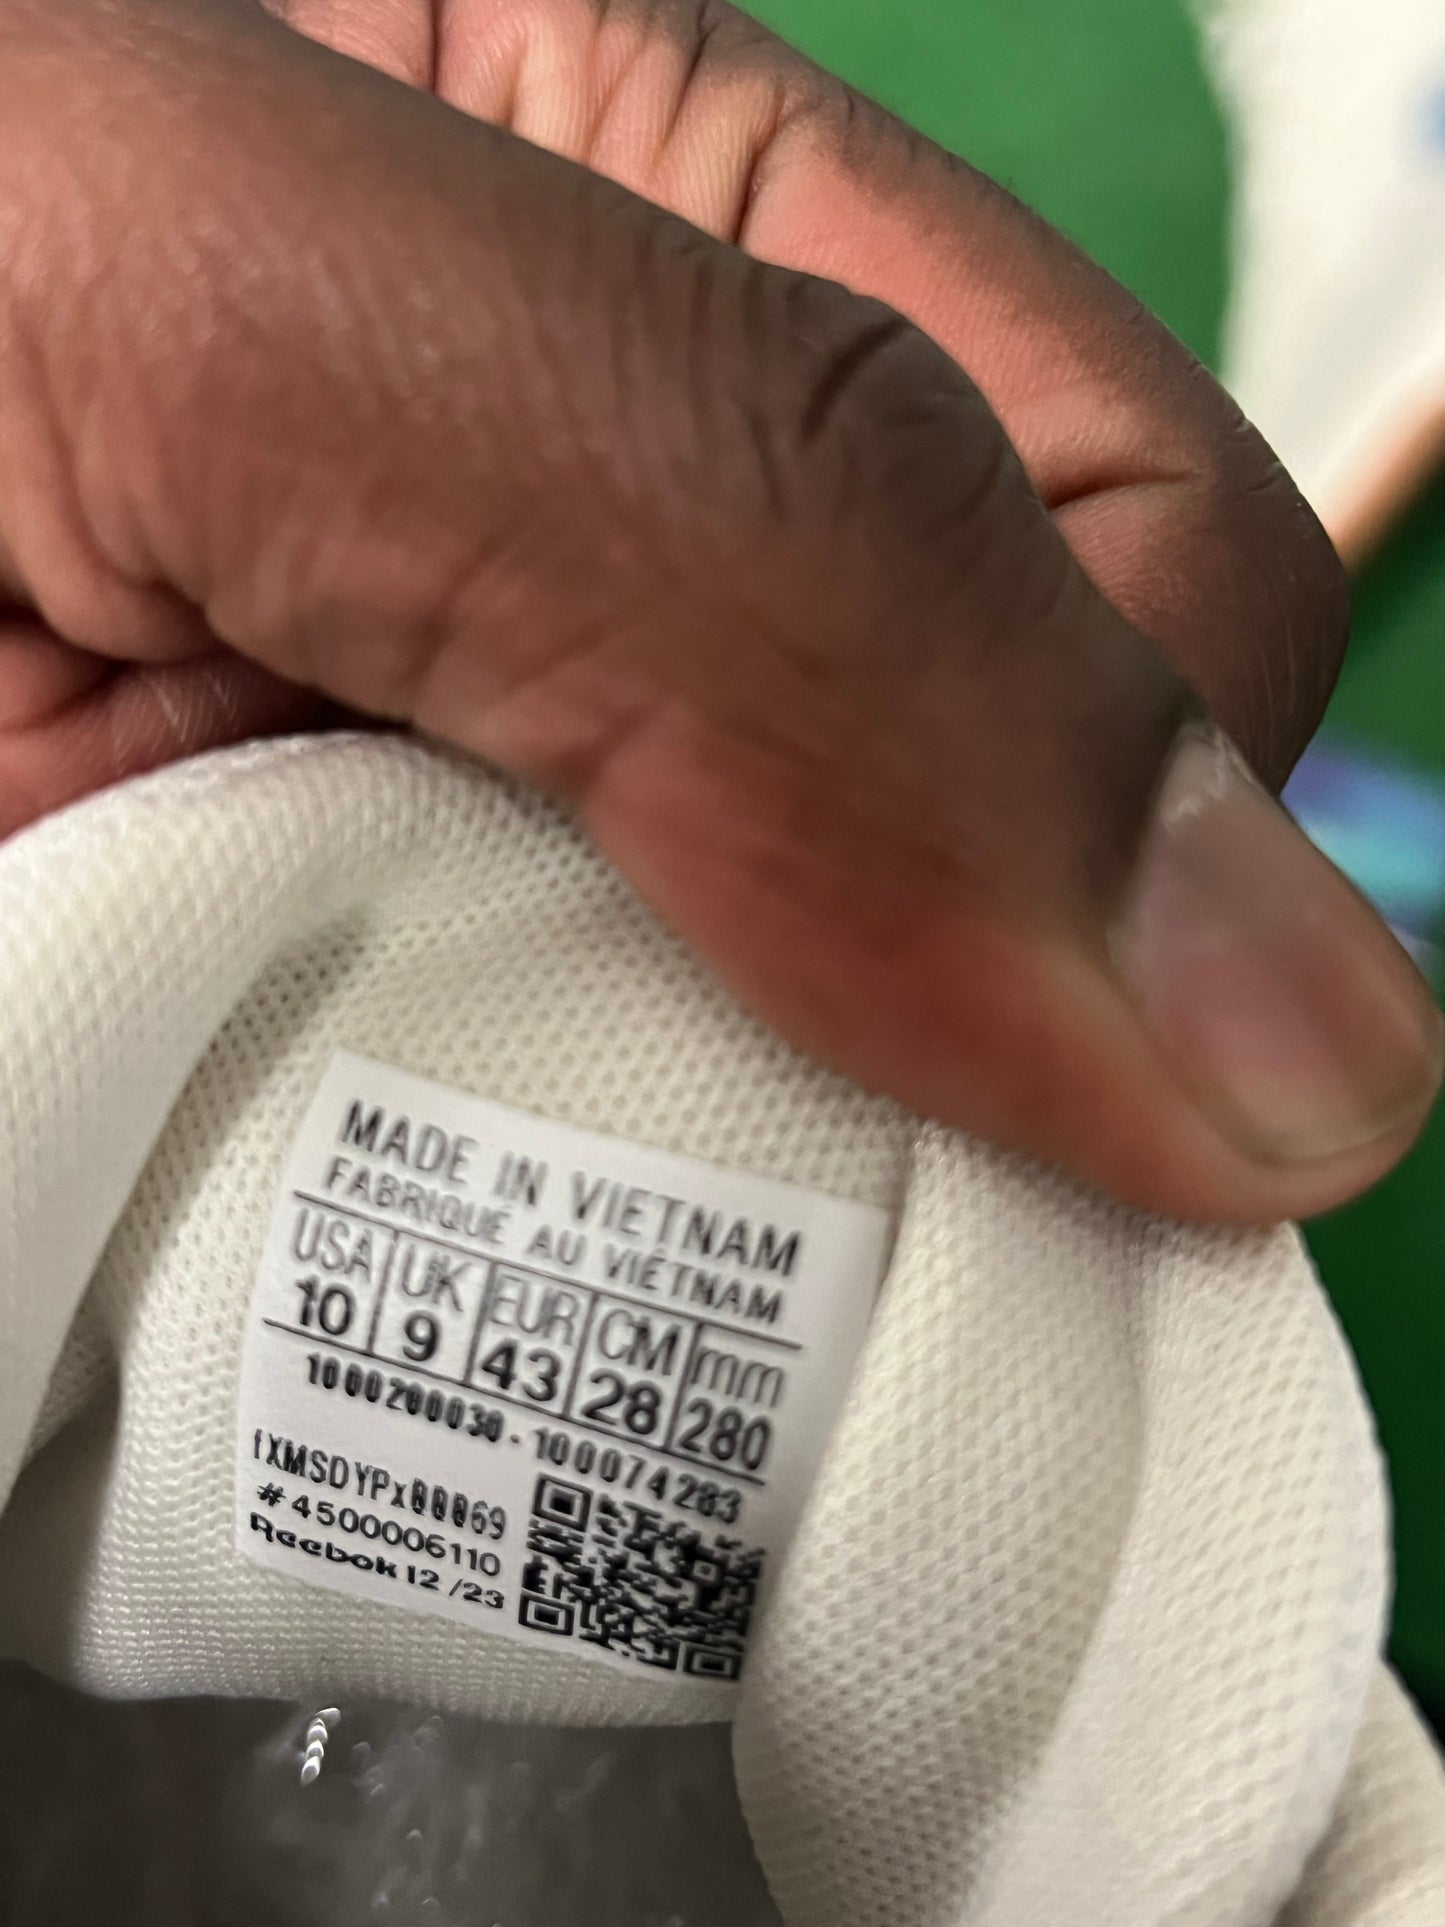 MADE IN VIETNAM
FABRIQUÉ AU VIÉTNAM
USA UK EUR CM mm
10 9 43 28 280
1000200030 - 100074283
#4500006110
Reebok 12 /23